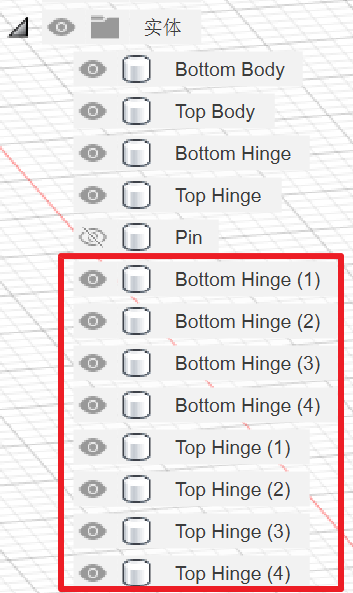 实体
Bottom Body
Top Body
Bottom Hinge
Top Hinge
Pin
Bottom Hinge (1)
Bottom Hinge (2)
Bottom Hinge (3)
Bottom Hinge (4)
Top Hinge (1)
Top Hinge (2)
Top Hinge (3)
Top Hinge (4)